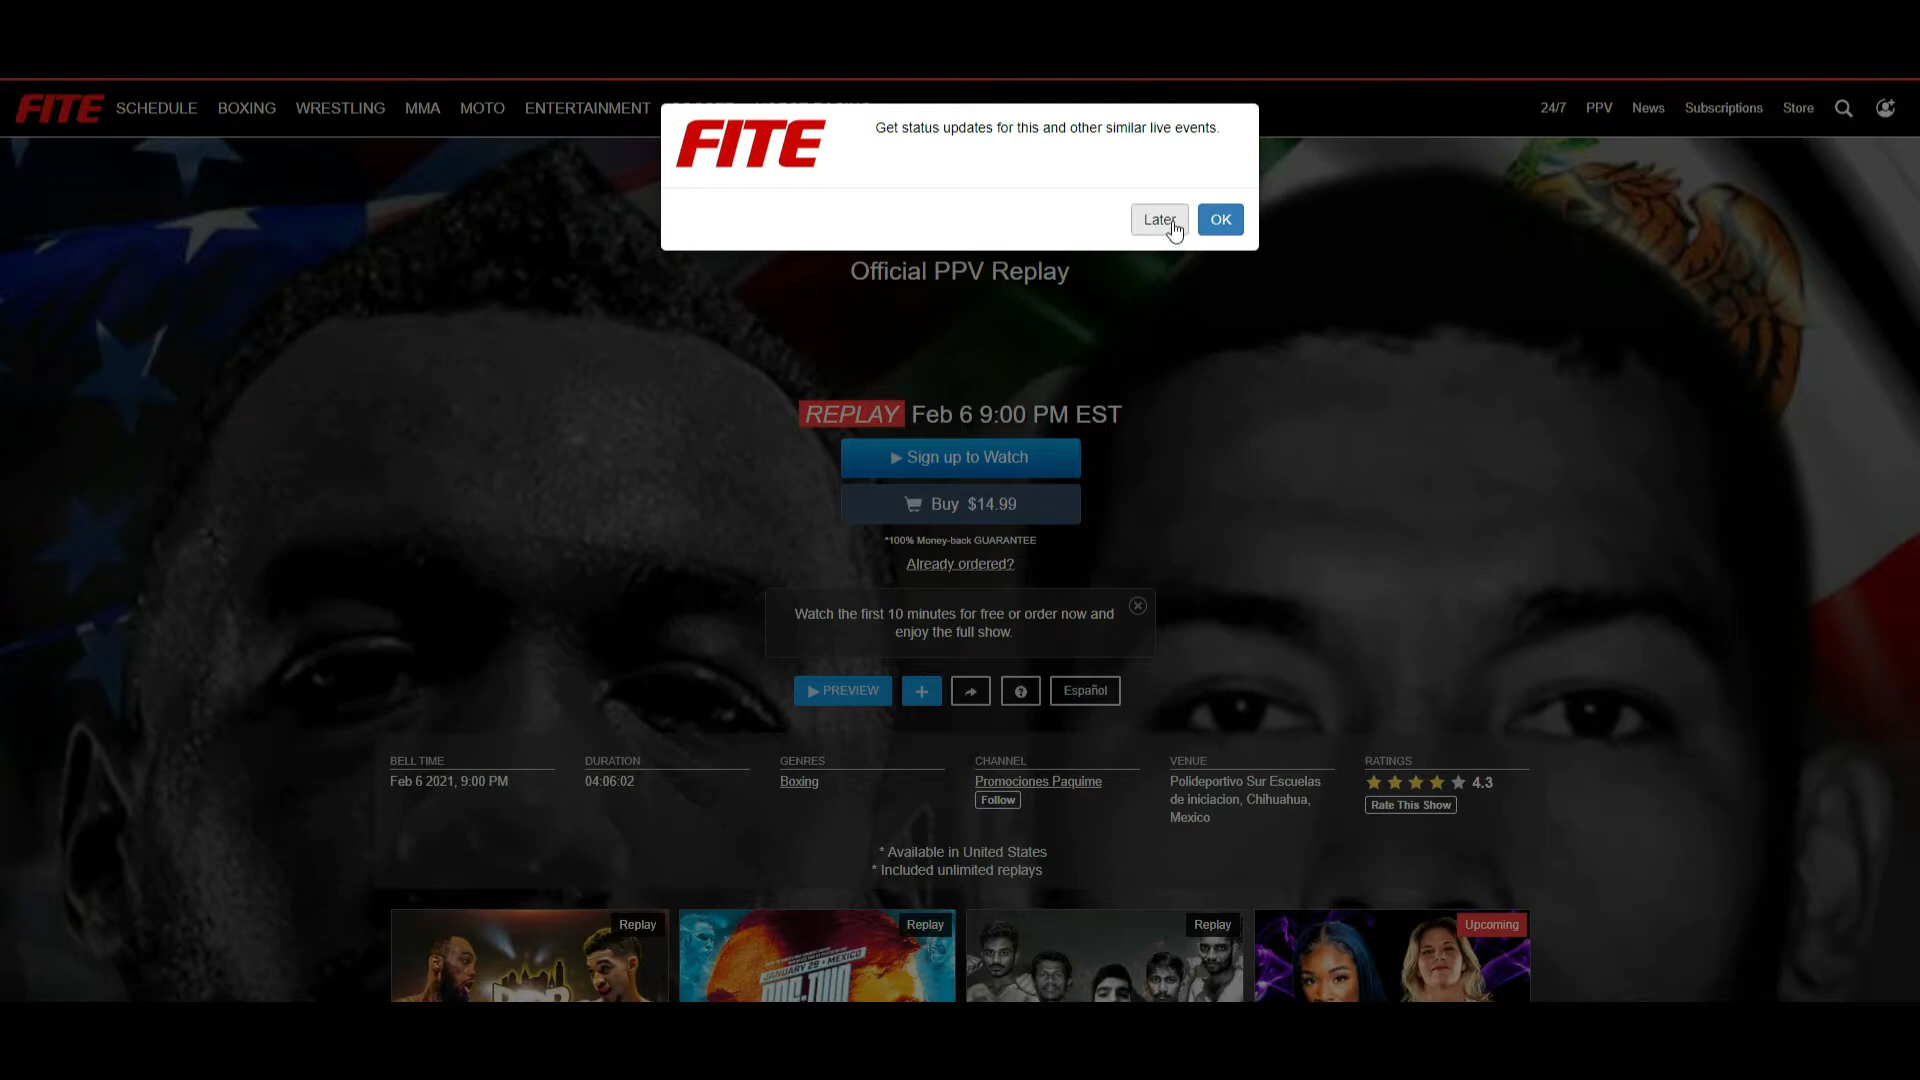 FITE SCHEDULE BOXING WRESTLING MMA MOTO ENTERTAINMENT
24/7 PPV News Subscriptions Store
FITE
Get status updates for this and other similar live events.
Later OK
Official PPV Replay
REPLAY Feb 6 9:00 PM EST
Sign up to Watch
Buy $14.99
*100% Money-back GUARANTEE
Already ordered?
Watch the first 10 minutes for free or order now and
enjoy the full show.
PREVIEW + Español
BELL TIME
Feb 6 2021, 9:00 PM
DURATION
04:06:02
GENRES
Boxing
CHANNEL
Promociones Paquime
Follow
VENUE
Polideportivo Sur Escuelas
de iniciacion, Chihuahua,
Mexico
RATINGS
4.3
Rate This Show
* Available in United States
* Included unlimited replays
Replay
Replay
JANUARY 29 • MEXICO
Replay
Upcoming